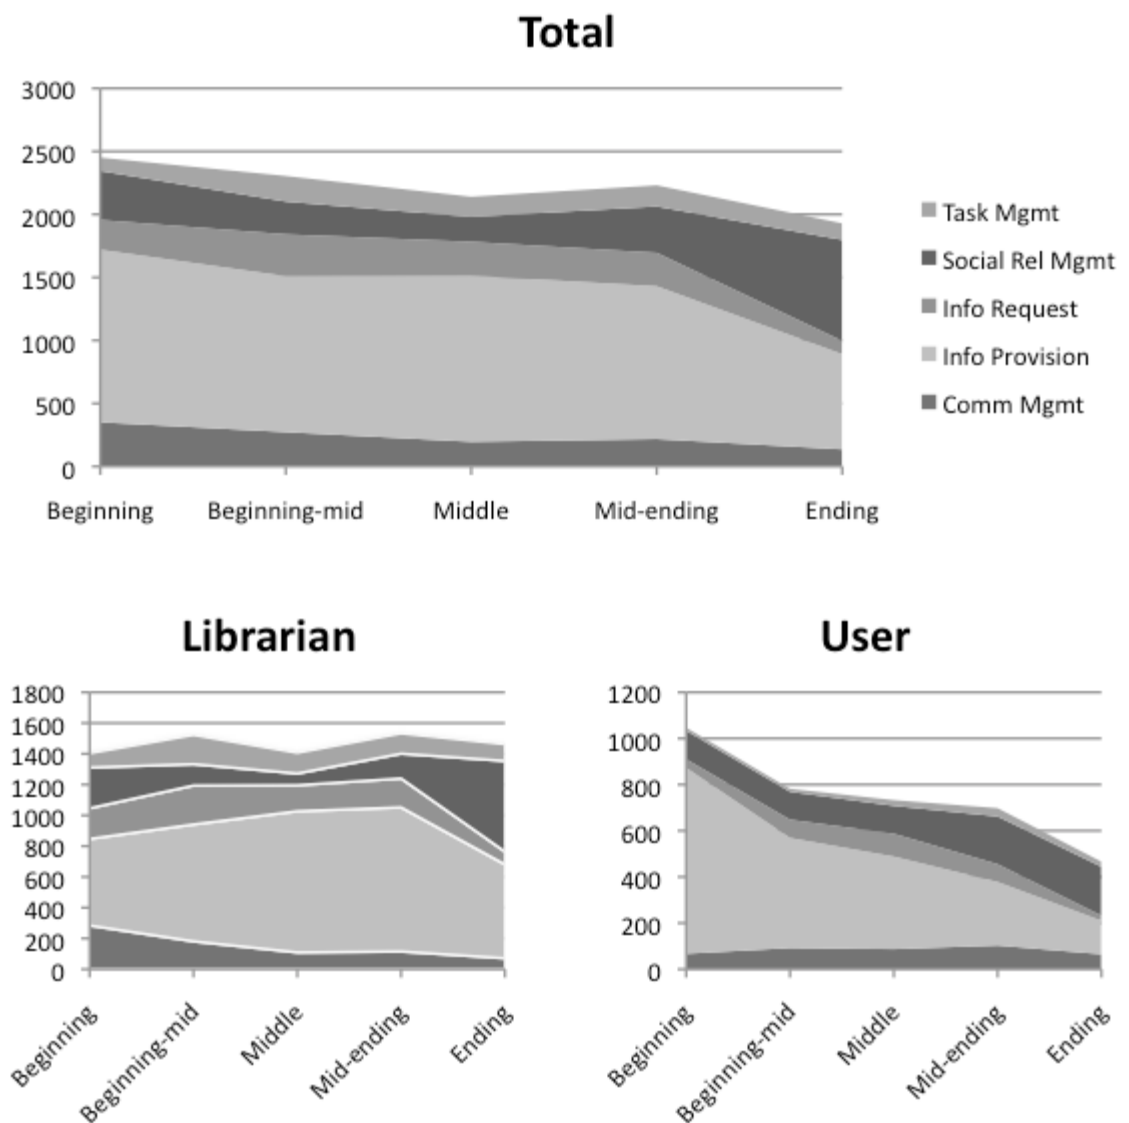 Total
3000
2500
2000
1500
1000
500
0
Beginning Beginning-mid Middle Mid-ending Ending
Task Mgmt
Social Rel Mgmt
Info Request
Info Provision
Comm Mgmt
Librarian
1800
1600
1400
1200
1000
800
600
400
200
0
Beginning
Beginning-mid
Middle
Mid-ending
Ending
User
1200
1000
800
600
400
200
0
Beginning
Beginning-mid
Middle
Mid-ending
Ending